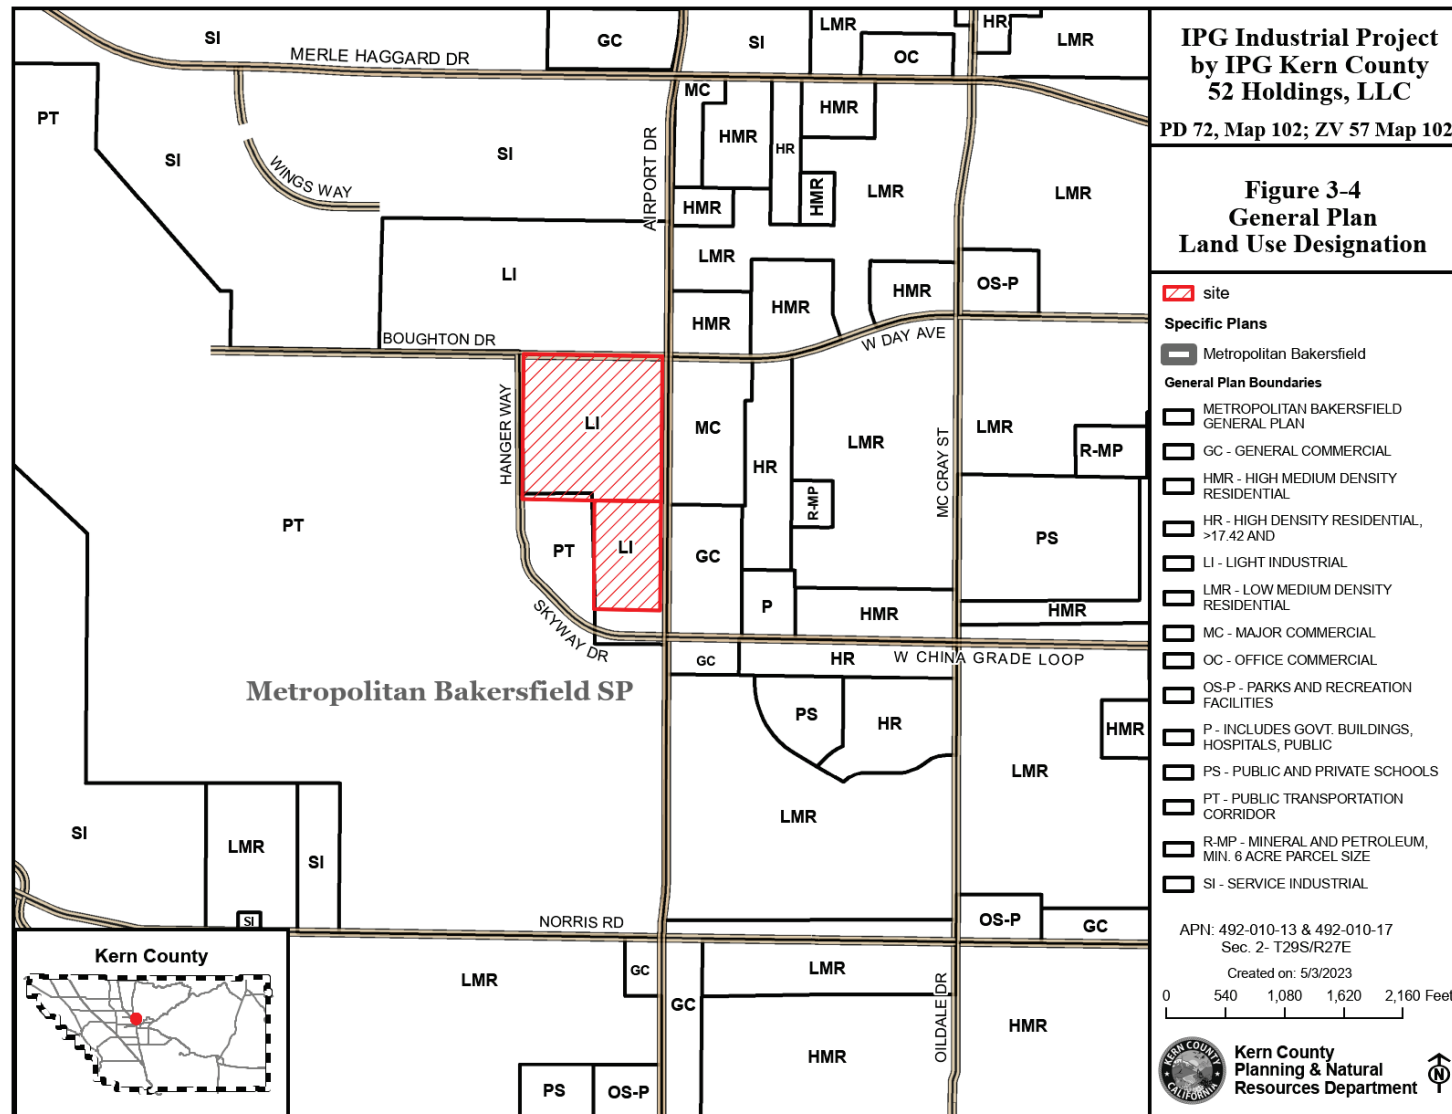 SI
GC
SI
LMR
HR
LMR
OC
MERLE HAGGARD DR
PT
SI
SI
WINGS WAY
AIRPORT DR
MC
HMR
HMR
HR
HMR
LMR
LMR
HMR
LMR
LI
HMR
HMR
HMR
OS-P
BOUGHTON DR
W DAY AVE
HANGER WAY
LI
MC
HR
LMR
LMR
R-MP
R-MP
MC CRAY ST
PT
PT
LI
GC
PS
P
HMR
HMR
SKYWAY DR
GC
HR
W CHINA GRADE LOOP
Metropolitan Bakersfield SP
PS
HR
HMR
LMR
LMR
SI
LMR
SI
SI
NORRIS RD
OS-P
GC
LMR
GC
LMR
GC
OILDALE DR
HMR
HMR
PS
OS-P
Kern County
IPG Industrial Project
by IPG Kern County
52 Holdings, LLC
PD 72, Map 102; ZV 57 Map 102
Figure 3-4
General Plan
Land Use Designation
site
Specific Plans
Metropolitan Bakersfield
General Plan Boundaries
METROPOLITAN BAKERSFIELD
GENERAL PLAN
GC - GENERAL COMMERCIAL
HMR - HIGH MEDIUM DENSITY
RESIDENTIAL
HR - HIGH DENSITY RESIDENTIAL,
>17.42 AND
LI - LIGHT INDUSTRIAL
LMR - LOW MEDIUM DENSITY
RESIDENTIAL
MC - MAJOR COMMERCIAL
OC - OFFICE COMMERCIAL
OS-P - PARKS AND RECREATION
FACILITIES
P - INCLUDES GOVT. BUILDINGS,
HOSPITALS, PUBLIC
PS - PUBLIC AND PRIVATE SCHOOLS
PT - PUBLIC TRANSPORTATION
CORRIDOR
R-MP - MINERAL AND PETROLEUM,
MIN. 6 ACRE PARCEL SIZE
SI - SERVICE INDUSTRIAL
APN: 492-010-13 & 492-010-17
Sec. 2- T29S/R27E
Created on: 5/3/2023
0 540 1,080 1,620 2,160 Feet
KERN COUNTY
CALIFORNIA
Kern County
Planning & Natural
Resources Department
N